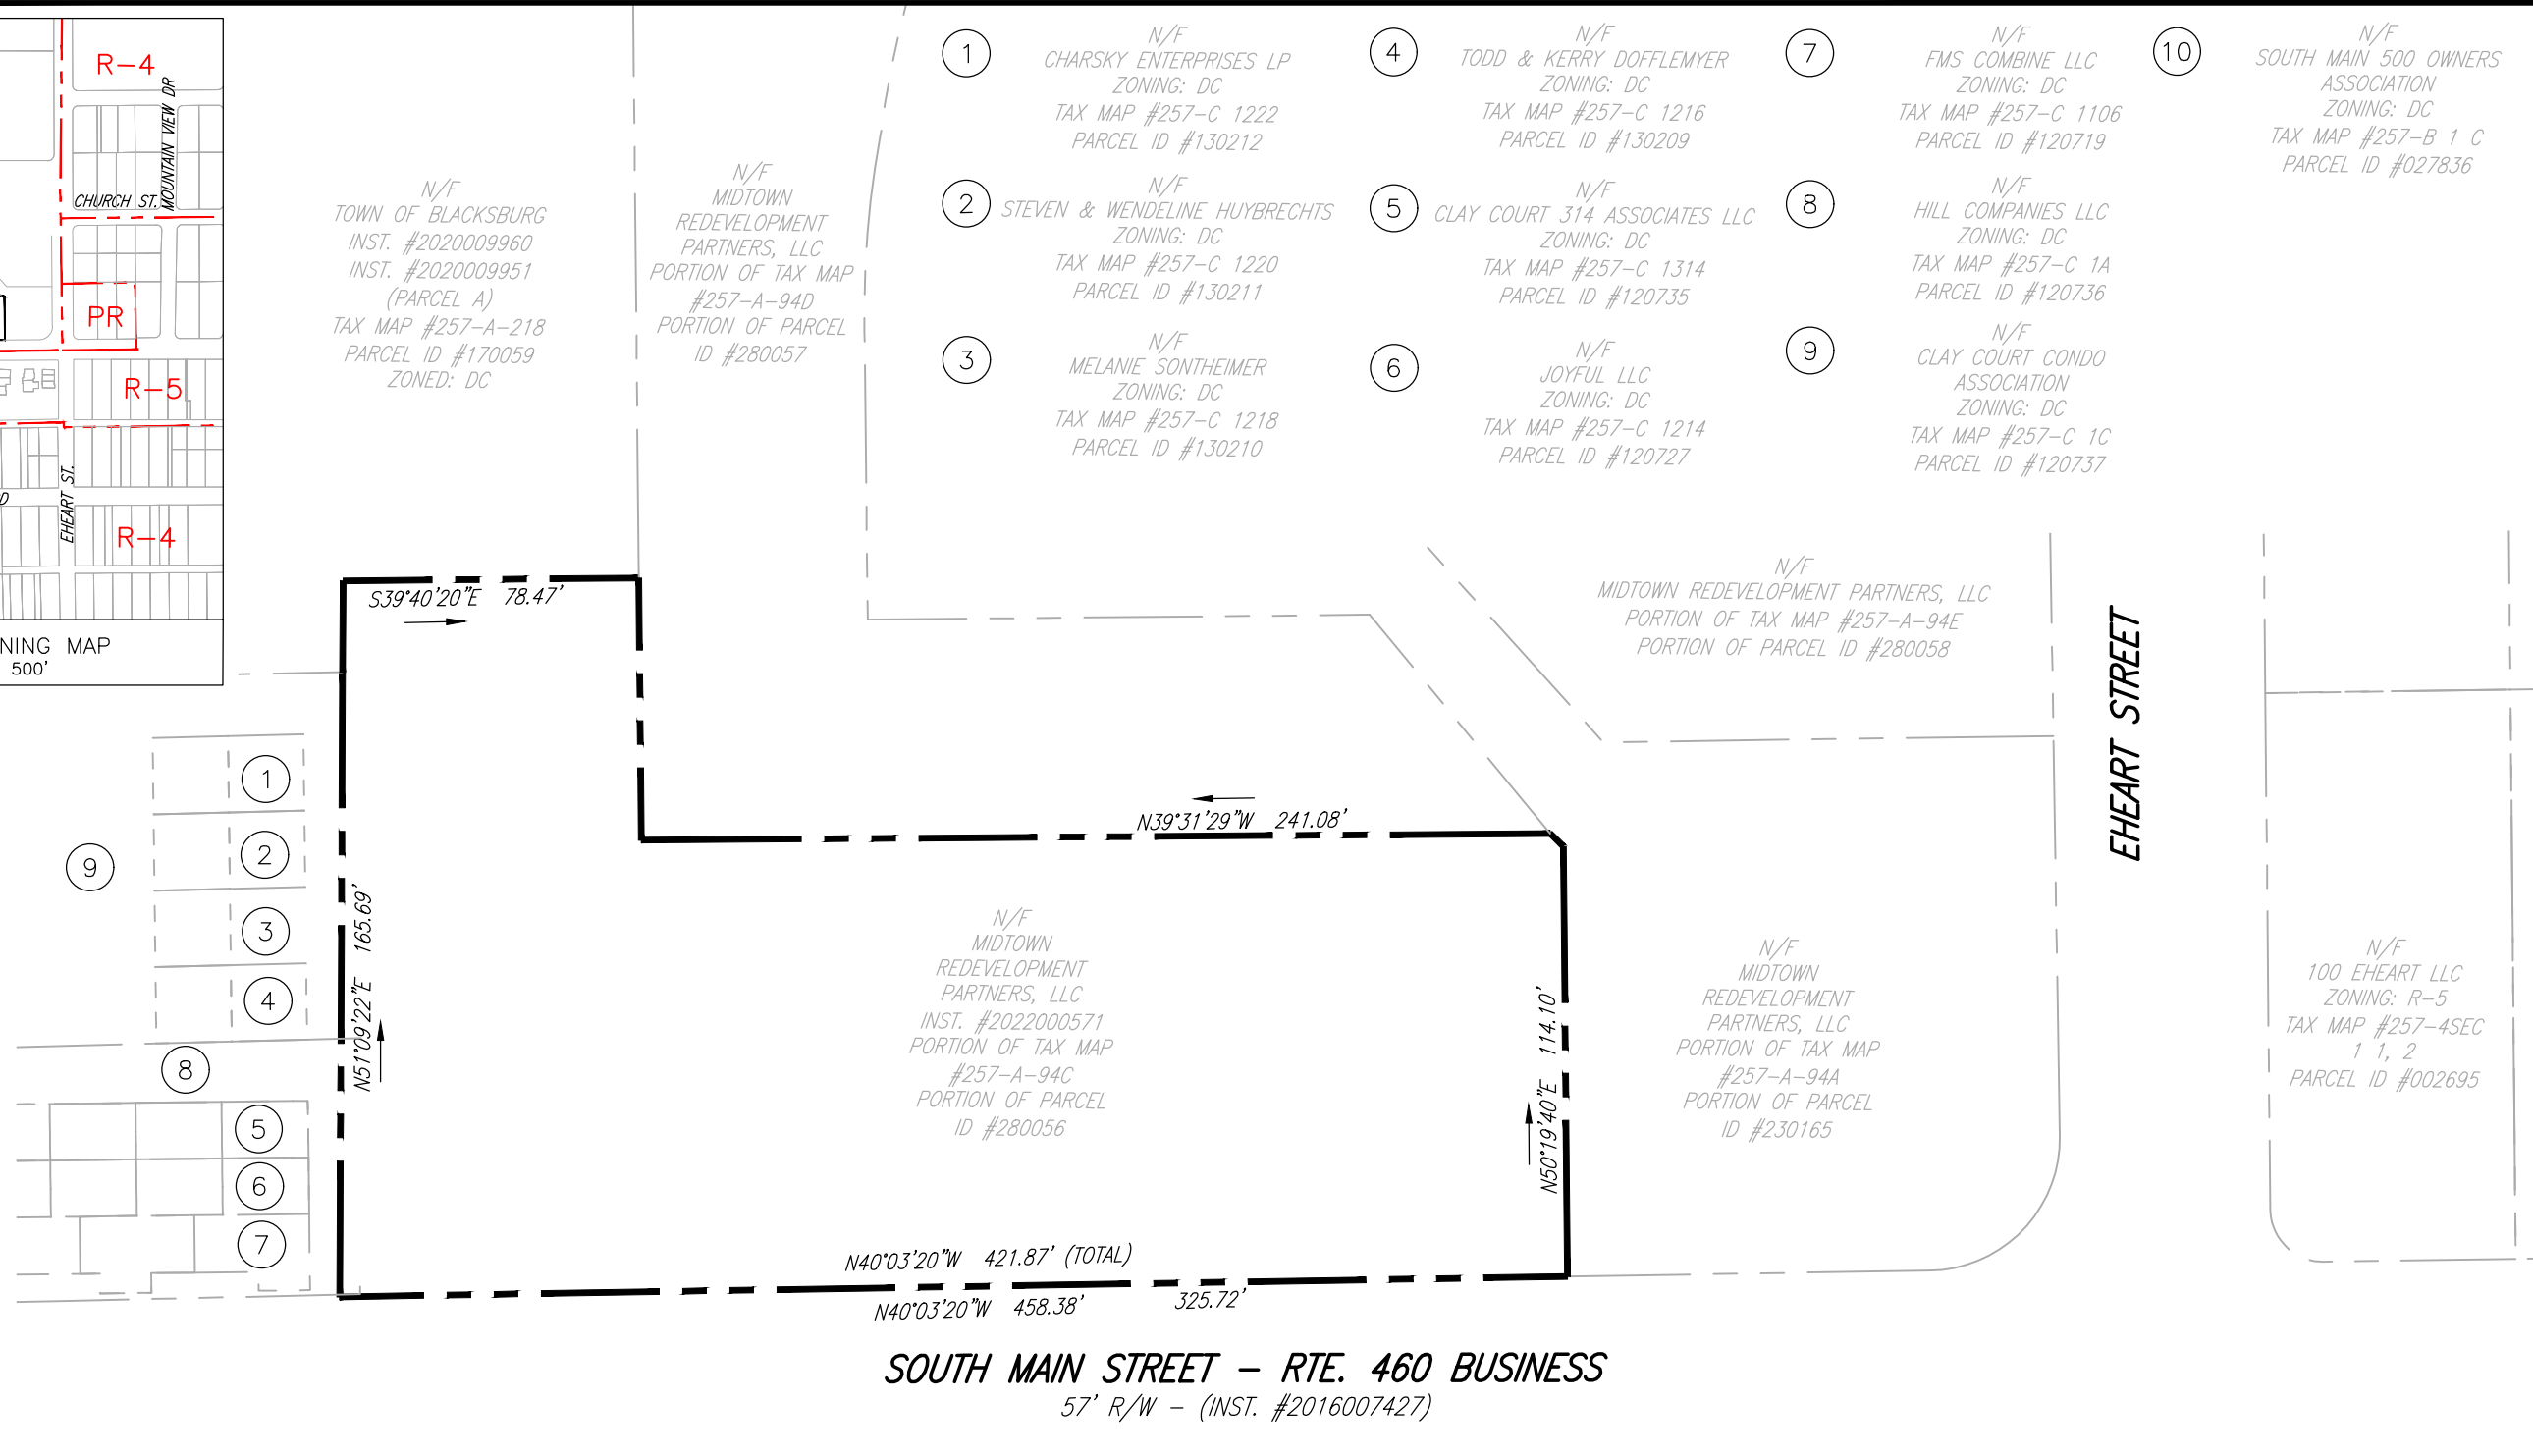 R-4
MOUNTAIN VIEW DR
CHURCH ST.
PR
R-5
EHEART ST.
R-4
NING MAP
500'
N/F
TOWN OF BLACKSBURG
INST. #2020009960
INST. #2020009951
(PARCEL A)
TAX MAP #257-A-218
PARCEL ID #170059
ZONED: DC
N/F
MIDTOWN
REDEVELOPMENT
PARTNERS, LLC
PORTION OF TAX MAP
#257-A-94D
PORTION OF PARCEL
ID #280057
1
N/F
CHARSKY ENTERPRISES LP
ZONING: DC
TAX MAP #257-C 1222
PARCEL ID #130212
2
N/F
STEVEN & WENDELINE HUYBRECHTS
ZONING: DC
TAX MAP #257-C 1220
PARCEL ID #130211
3
N/F
MELANIE SONTHEIMER
ZONING: DC
TAX MAP #257-C 1218
PARCEL ID #130210
4
N/F
TODD & KERRY DOFFLEMYER
ZONING: DC
TAX MAP #257-C 1216
PARCEL ID #130209
5
N/F
CLAY COURT 314 ASSOCIATES LLC
ZONING: DC
TAX MAP #257-C 1314
PARCEL ID #120735
6
N/F
JOYFUL LLC
ZONING: DC
TAX MAP #257-C 1214
PARCEL ID #120727
7
N/F
FMS COMBINE LLC
ZONING: DC
TAX MAP #257-C 1106
PARCEL ID #120719
8
N/F
HILL COMPANIES LLC
ZONING: DC
TAX MAP #257-C 1A
PARCEL ID #120736
9
N/F
CLAY COURT CONDO
ASSOCIATION
ZONING: DC
TAX MAP #257-C 1C
PARCEL ID #120737
10
N/F
SOUTH MAIN 500 OWNERS
ASSOCIATION
ZONING: DC
TAX MAP #257-B 1 C
PARCEL ID #027836
N/F
MIDTOWN REDEVELOPMENT PARTNERS, LLC
PORTION OF TAX MAP #257-A-94E
PORTION OF PARCEL ID #280058
EHEART STREET
S39°40'20"E 78.47'
N39°31'29"W 241.08'
1
2
3
4
9
8
5
6
7
N51°09'22"E 165.69'
N/F
MIDTOWN
REDEVELOPMENT
PARTNERS, LLC
INST. #2022000571
PORTION OF TAX MAP
#257-A-94C
PORTION OF PARCEL
ID #280056
N50°19'40"E 114.10'
N/F
MIDTOWN
REDEVELOPMENT
PARTNERS, LLC
PORTION OF TAX MAP
#257-A-94A
PORTION OF PARCEL
ID #230165
N/F
100 EHEART LLC
ZONING: R-5
TAX MAP #257-4SEC
1 1, 2
PARCEL ID #002695
N40°03'20"W 421.87' (TOTAL)
N40°03'20"W 458.38' 325.72'
SOUTH MAIN STREET - RTE. 460 BUSINESS
57' R/W - (INST. #2016007427)